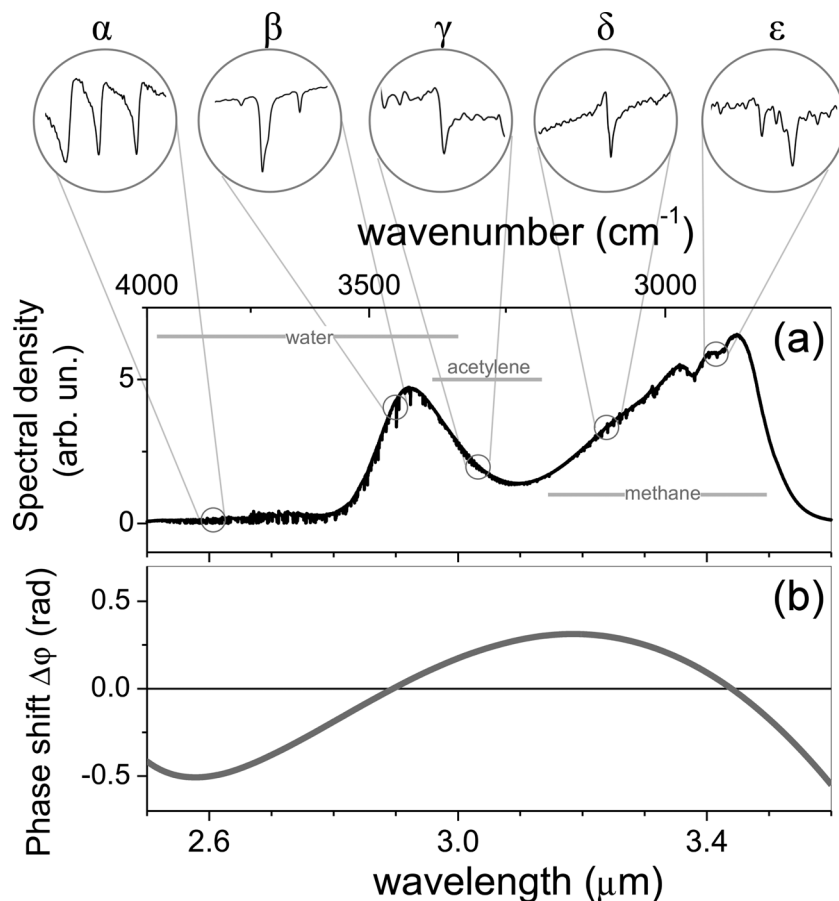 α β γ δ ε
wavenumber (cm⁻¹)
4000 3500 3000
(a)
water
acetylene
methane
5
0
Spectral density
(arb. un.)
(b)
0.5
0.0
-0.5
Phase shift Δφ (rad)
2.6 3.0 3.4
wavelength (μm)